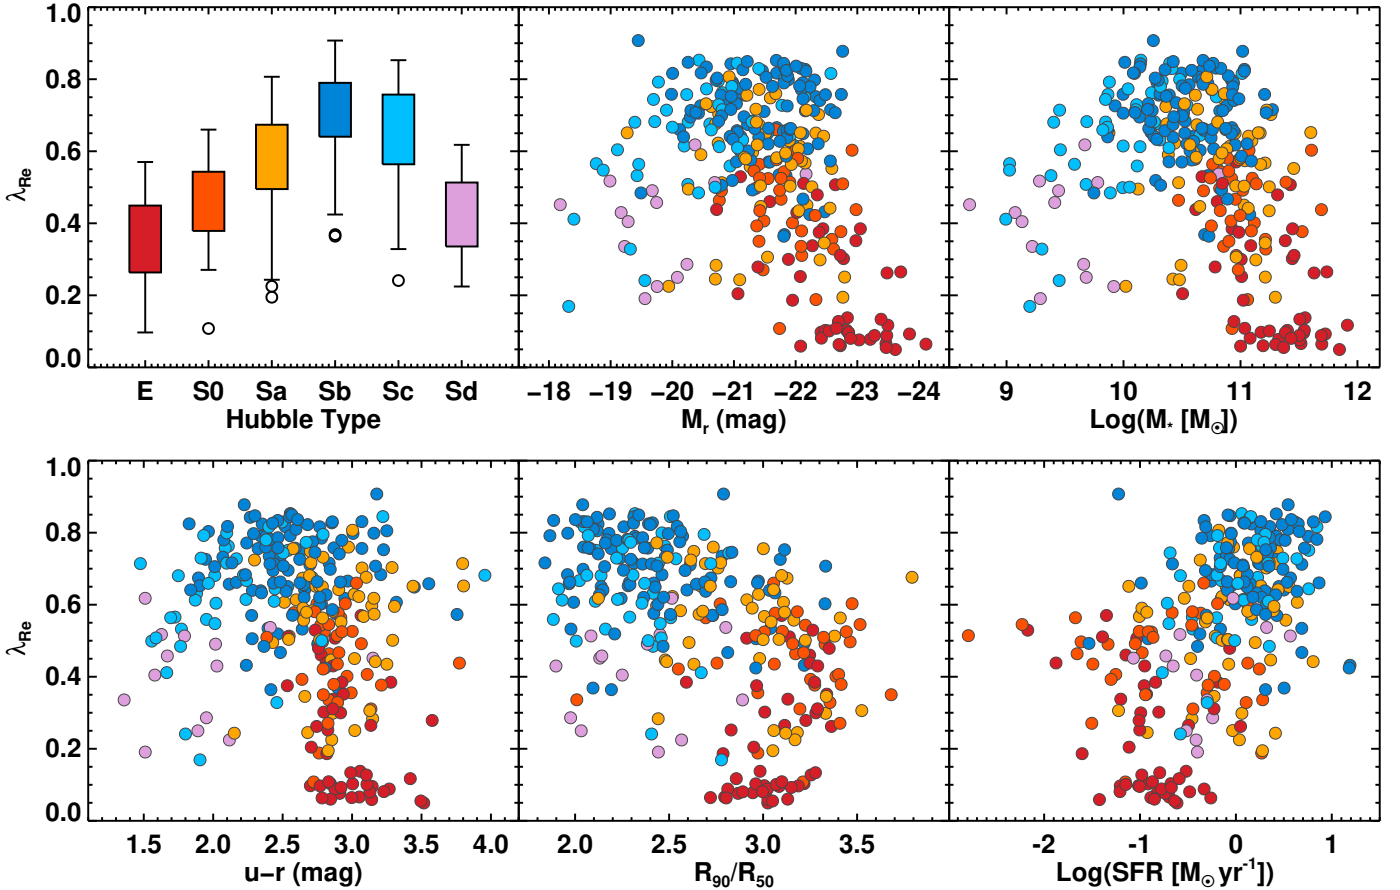 1.0
0.8
0.6
0.4
0.2
0.0
λRe
E S0 Sa Sb Sc Sd
Hubble Type
−18 −19 −20 −21 −22 −23 −24
Mr (mag)
9 10 11 12
Log(M* [M⊙])
1.0
0.8
0.6
0.4
0.2
0.0
λRe
1.5 2.0 2.5 3.0 3.5 4.0
u−r (mag)
2.0 2.5 3.0 3.5
R90/R50
-2 -1 0 1
Log(SFR [M⊙ yr-1])